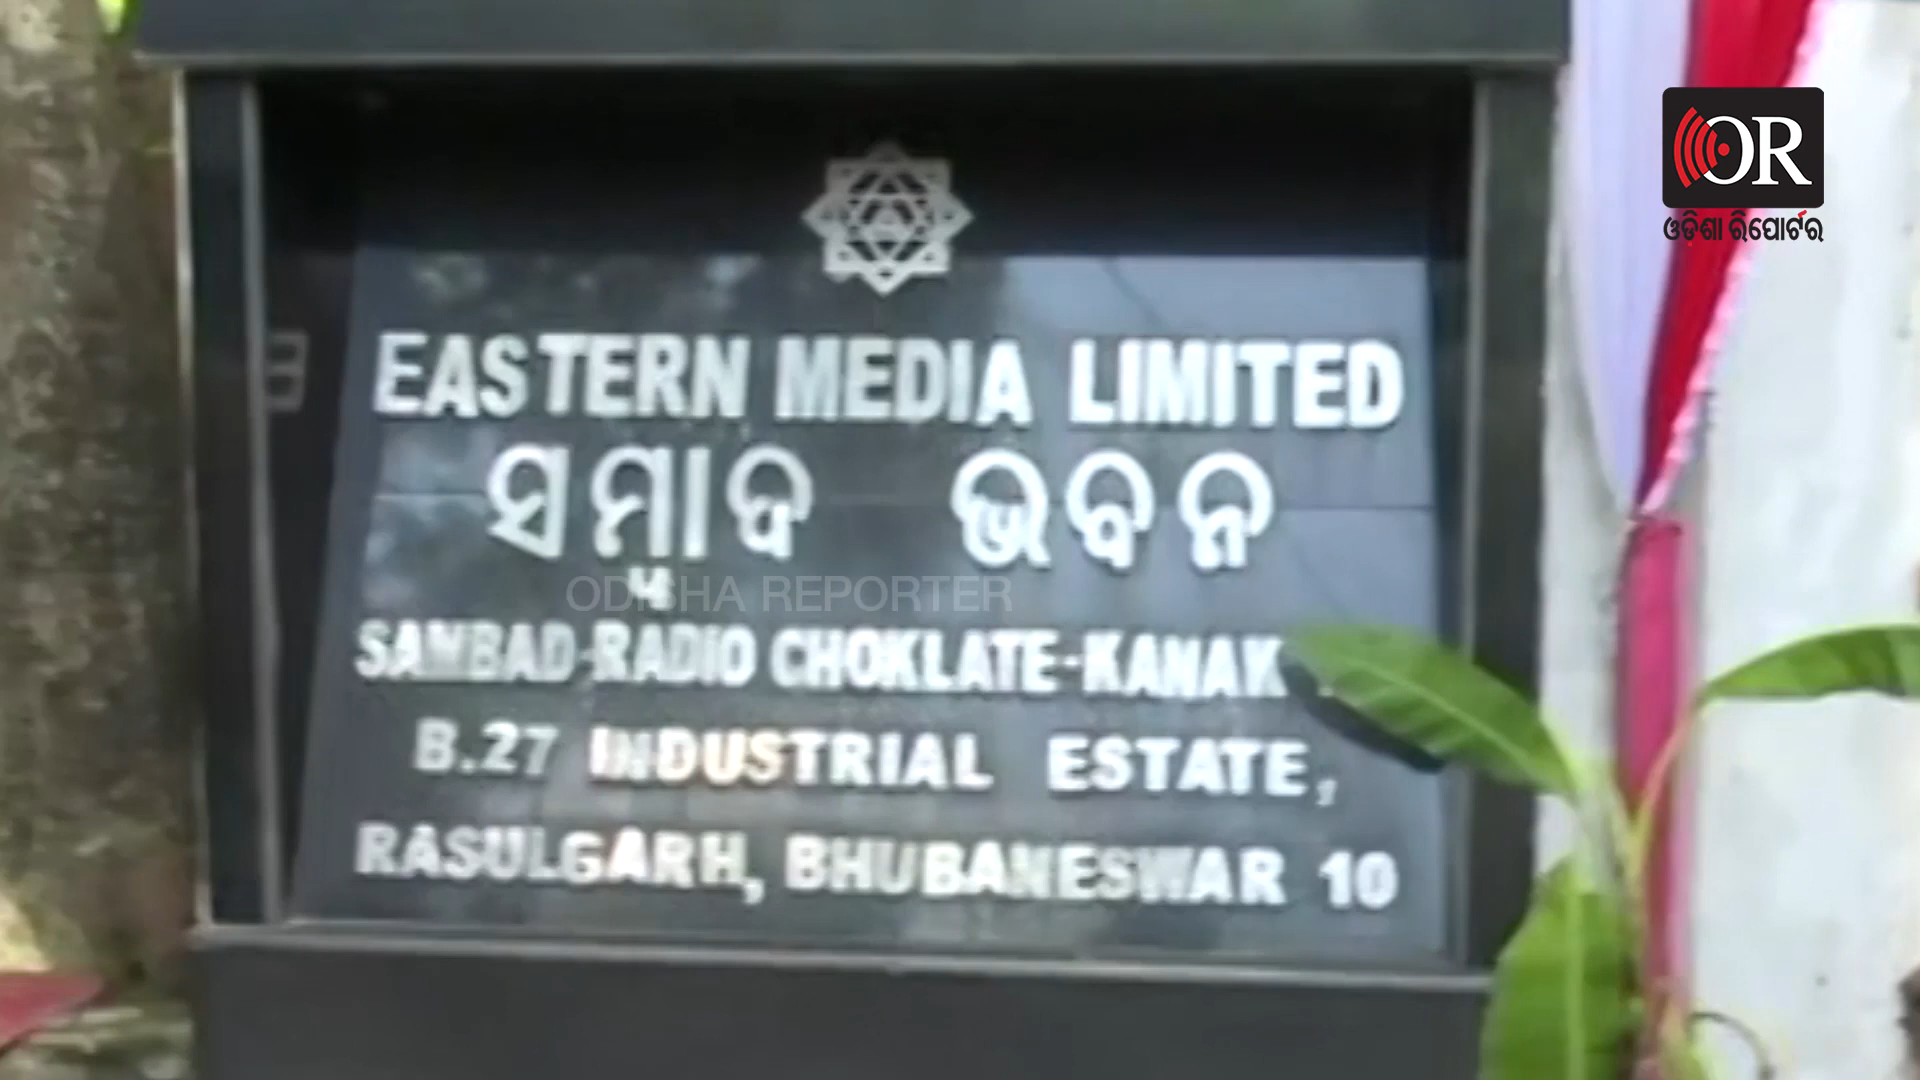 OR
ଓଡିଶା ରିପୋର୍ଟର
EASTERN MEDIA LIMITED
ସମ୍ବାଦ ଭବନ
ODISHA REPORTER
SAMBAD-RADIO CHOKLATE-KANAK
B.27 INDUSTRIAL ESTATE,
RASULGARH, BHUBANESWAR 10